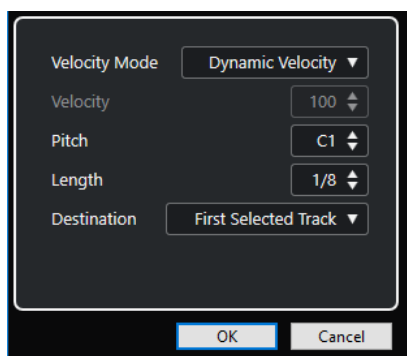 Velocity Mode Dynamic Velocity
Velocity 100
Pitch C1
Length 1/8
Destination First Selected Track
OK Cancel